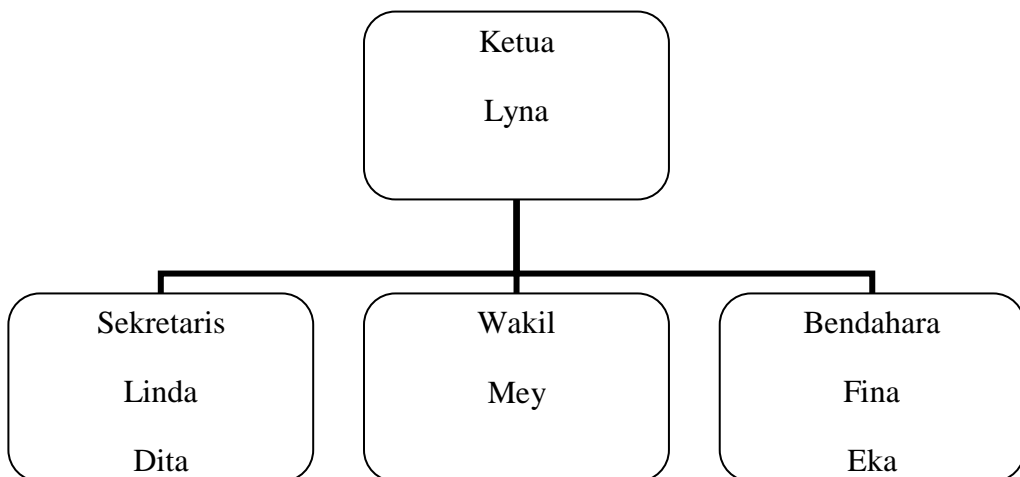 Ketua
Lyna
Sekretaris
Linda
Dita
Wakil
Mey
Bendahara
Fina
Eka